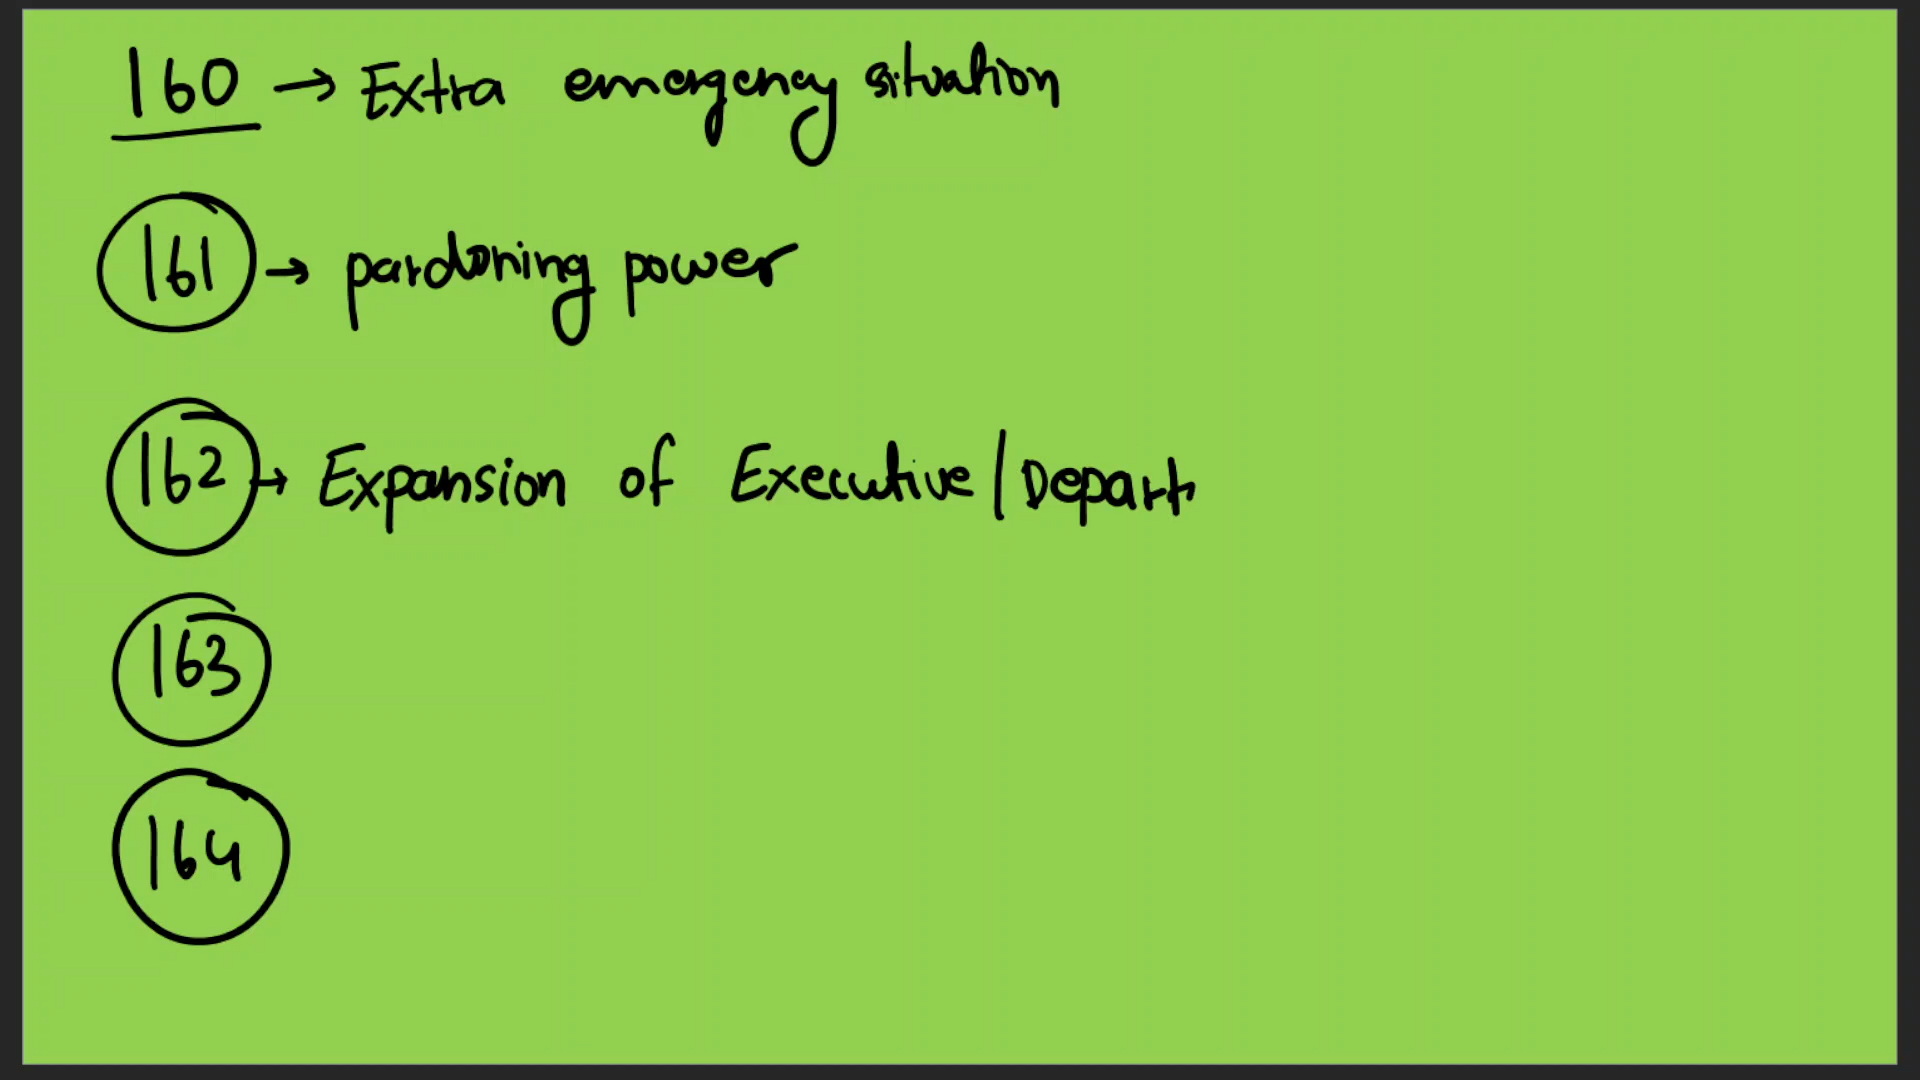 160 → Extra emergency situation
161 → pardoning power
162 → Expansion of Executive/Depart
163
164